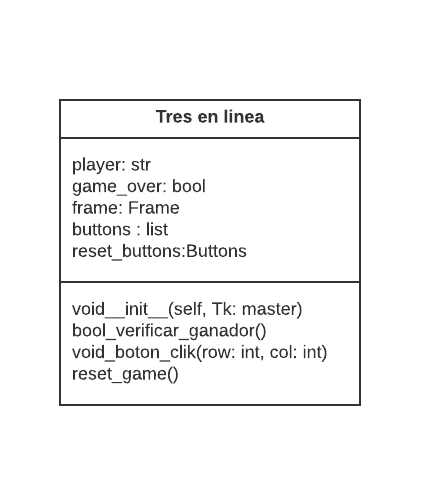 Tres en linea
player: str
game_over: bool
frame: Frame
buttons : list
reset_buttons:Buttons
void__init__(self, Tk: master)
bool_verificar_ganador()
void_boton_clik(row: int, col: int)
reset_game()